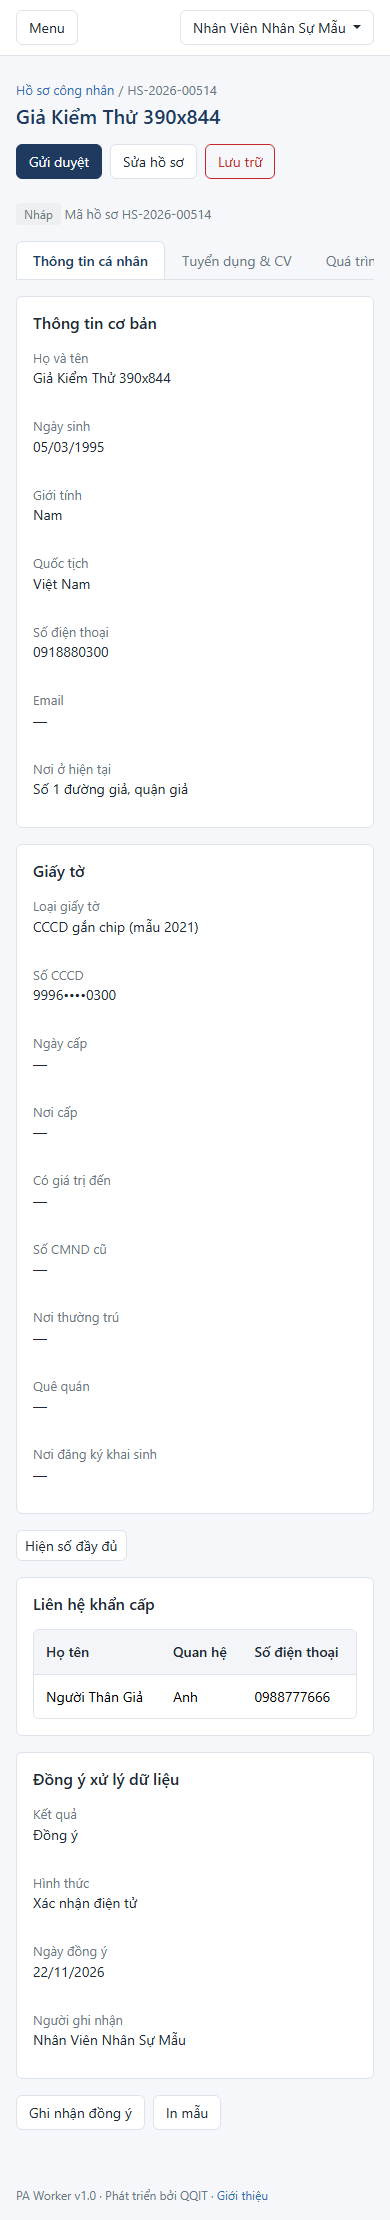 Menu
Nhân Viên Nhân Sự Mẫu
Hồ sơ công nhân / HS-2026-00514
Giả Kiểm Thử 390x844
Gửi duyệt
Sửa hồ sơ
Lưu trữ
Nháp Mã hồ sơ HS-2026-00514
Thông tin cá nhân
Tuyển dụng & CV
Quá trìn
Thông tin cơ bản
Họ và tên
Giả Kiểm Thử 390x844
Ngày sinh
05/03/1995
Giới tính
Nam
Quốc tịch
Việt Nam
Số điện thoại
0918880300
Email
—
Nơi ở hiện tại
Số 1 đường giả, quận giả
Giấy tờ
Loại giấy tờ
CCCD gắn chip (mẫu 2021)
Số CCCD
9996••••0300
Ngày cấp
—
Nơi cấp
—
Có giá trị đến
—
Số CMND cũ
—
Nơi thường trú
—
Quê quán
—
Nơi đăng ký khai sinh
—
Hiện số đầy đủ
Liên hệ khẩn cấp
Họ tên Quan hệ Số điện thoại
Người Thân Giả Anh 0988777666
Đồng ý xử lý dữ liệu
Kết quả
Đồng ý
Hình thức
Xác nhận điện tử
Ngày đồng ý
22/11/2026
Người ghi nhận
Nhân Viên Nhân Sự Mẫu
Ghi nhận đồng ý
In mẫu
PA Worker v1.0 · Phát triển bởi QQIT · Giới thiệu